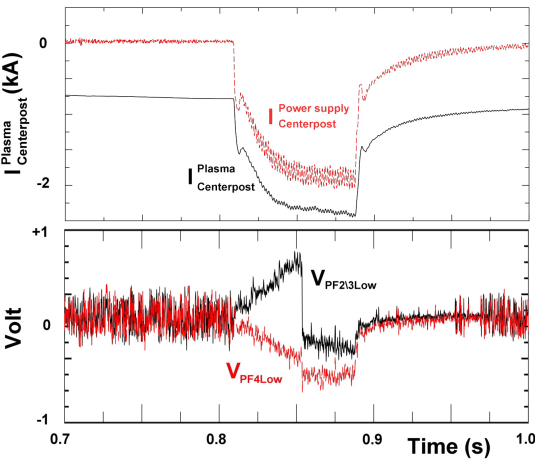 0
-2
I Plasma Centerpost (kA)
I Power supply Centerpost
I Plasma Centerpost
+1
0
-1
Volt
V PF2\3Low
V PF4Low
0.7 0.8 0.9 1.0
Time (s)